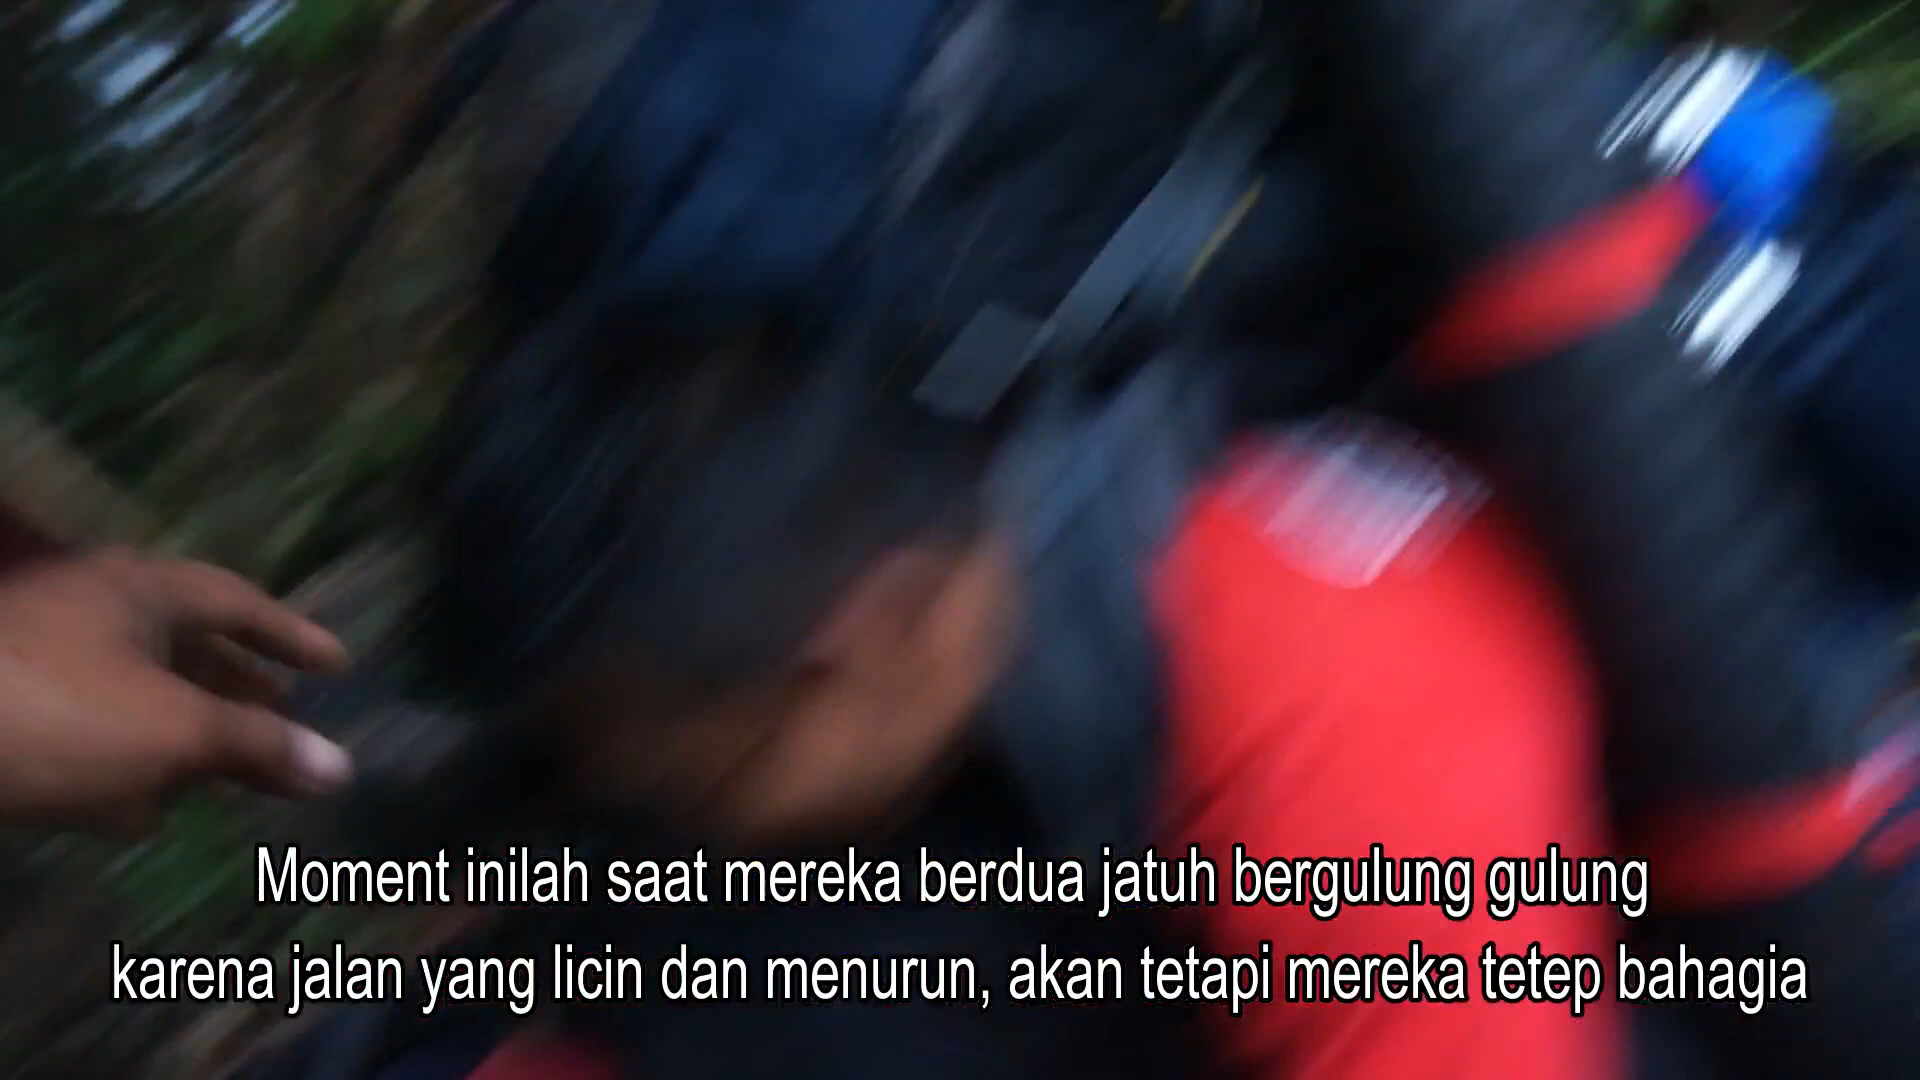 Moment inilah saat mereka berdua jatuh bergulung gulung
karena jalan yang licin dan menurun, akan tetapi mereka tetep bahagia